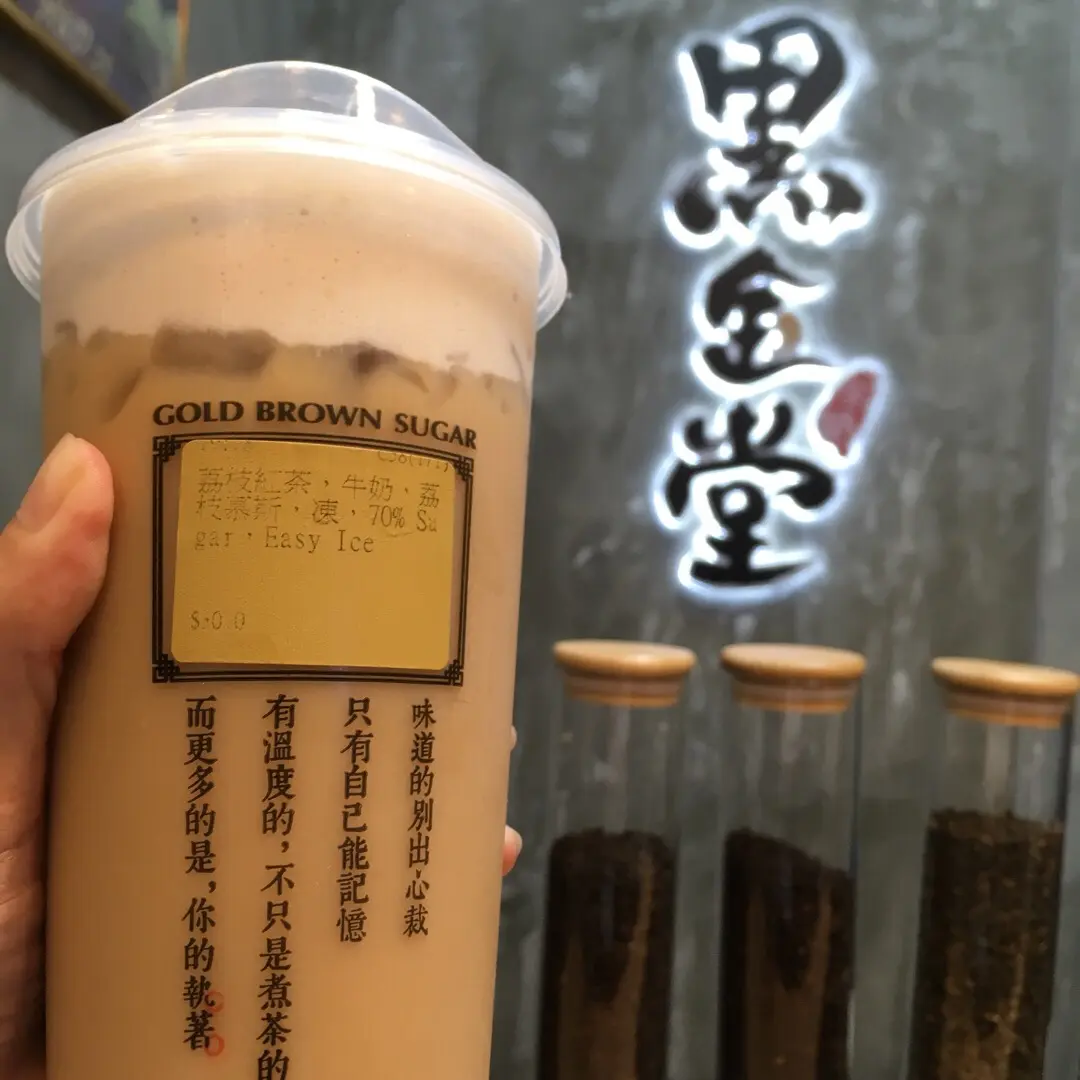 黑金堂
GOLD BROWN SUGAR
荔枝紅茶，牛奶，荔
枝慕斯，凍，70% Su
gar，Easy Ice
味道的別出心裁
只有自己能記憶
有溫度的，不只是煮茶的
而更多的是，你的執著